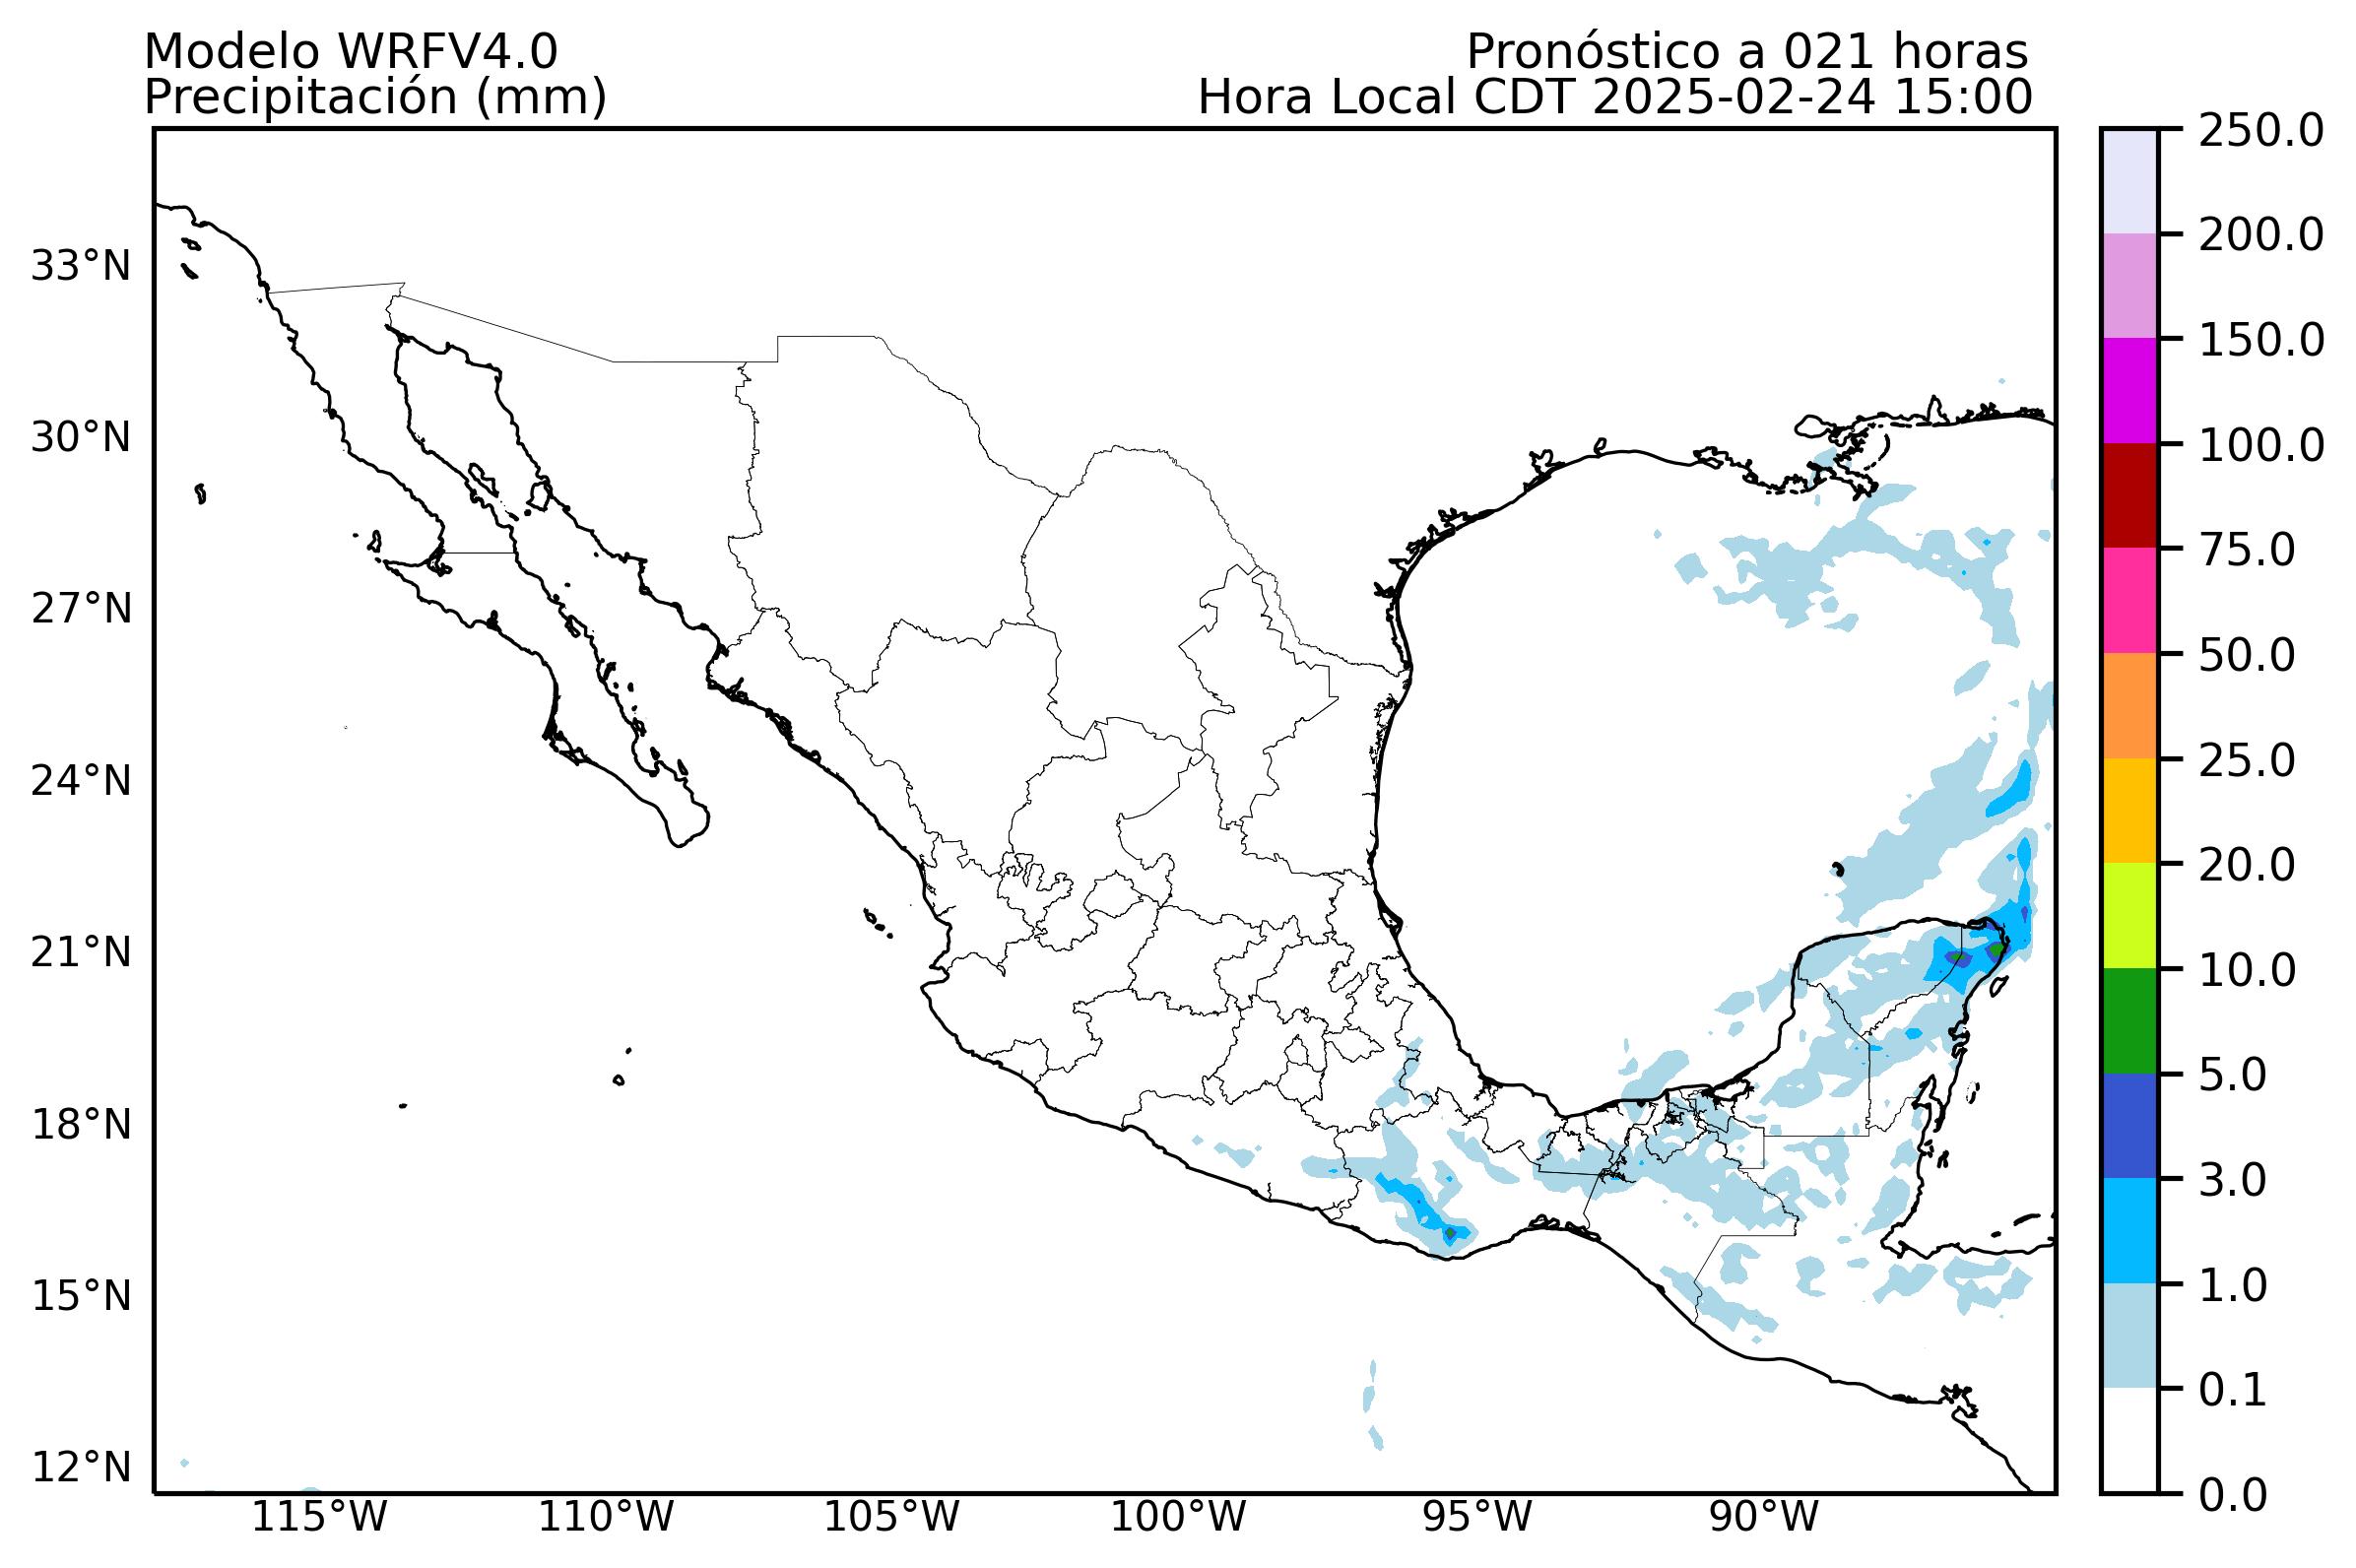 Modelo WRFV4.0
Pronóstico a 021 horas
Precipitación (mm)
Hora Local CDT 2025-02-24 15:00
250.0
200.0
150.0
100.0
75.0
50.0
25.0
20.0
10.0
5.0
3.0
1.0
0.1
0.0
33°N
30°N
27°N
24°N
21°N
18°N
15°N
12°N
115°W
110°W
105°W
100°W
95°W
90°W